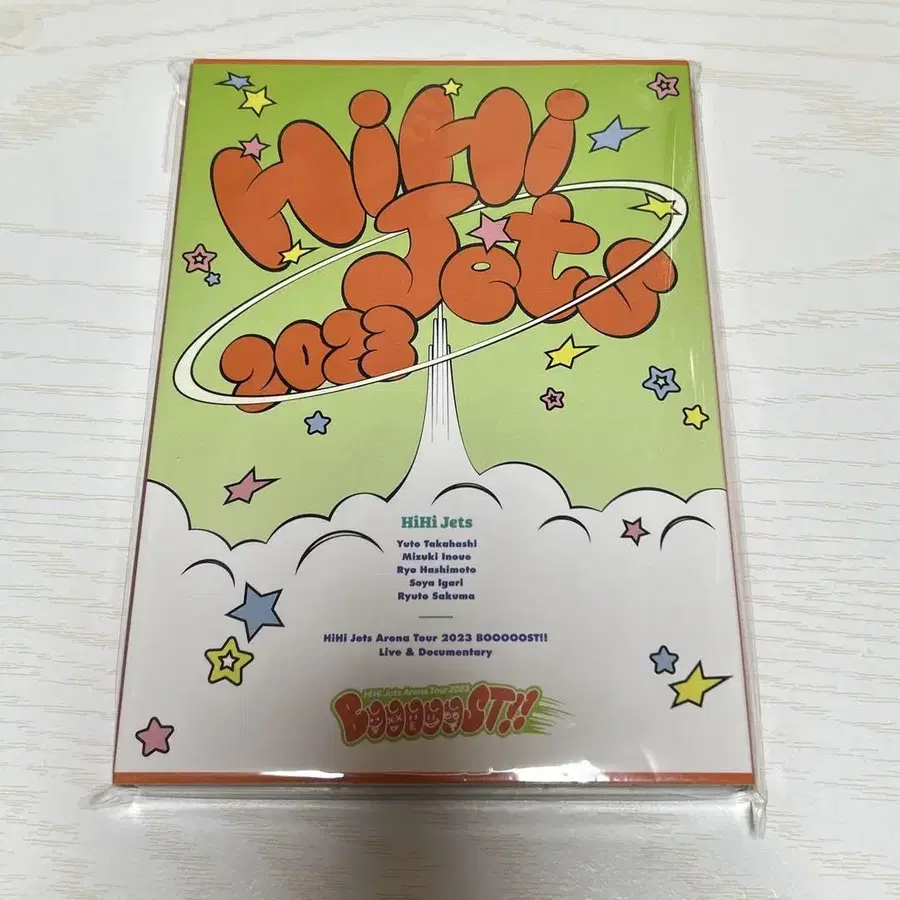 HiHi
Jets
2023
HiHi Jets
Yuto Takahashi
Mizuki Inoue
Ryo Hashimoto
Soya Igari
Ryuto Sakuma
HiHi Jets Arena Tour 2023 BOOOOOST!!
Live & Documentary
HiHi Jets Arena Tour 2023
BOOOOOST!!